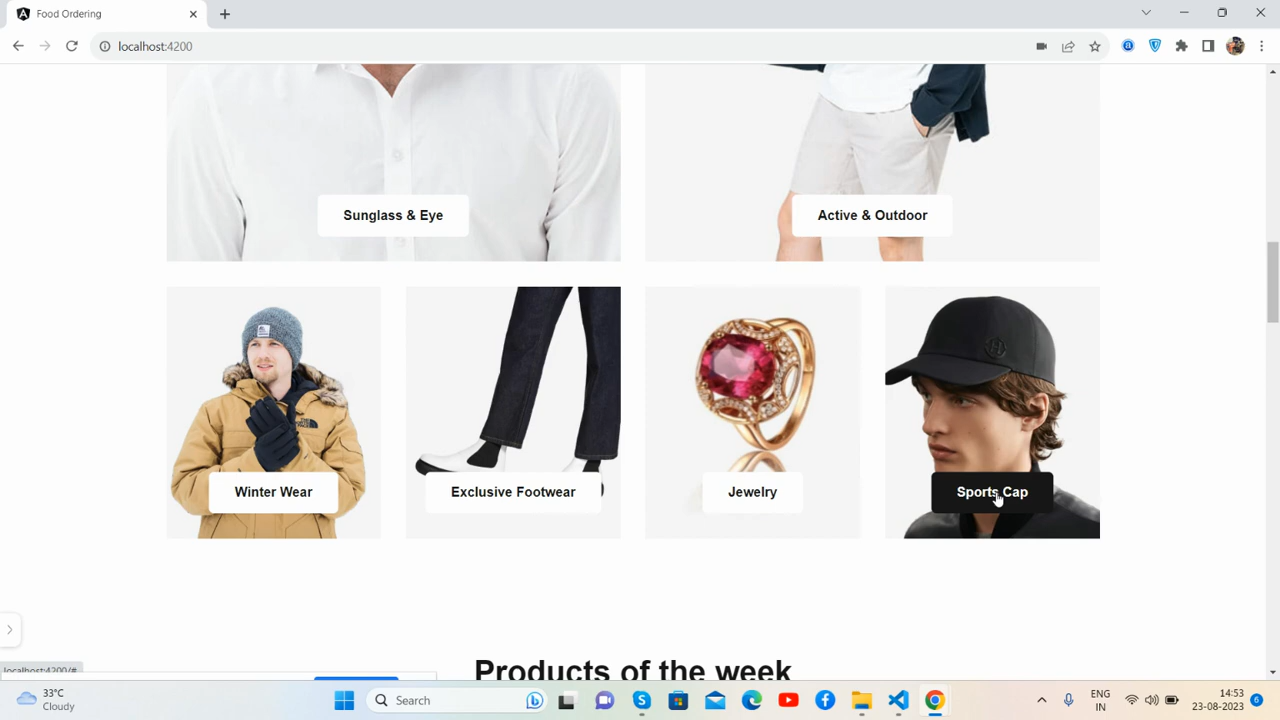 Food Ordering
localhost:4200
Sunglass & Eye
Active & Outdoor
Winter Wear
Exclusive Footwear
Jewelry
Sports Cap
localhost:4200/#
Products of the week
33°C
Cloudy
Search
ENG
IN
14:53
23-08-2023
6